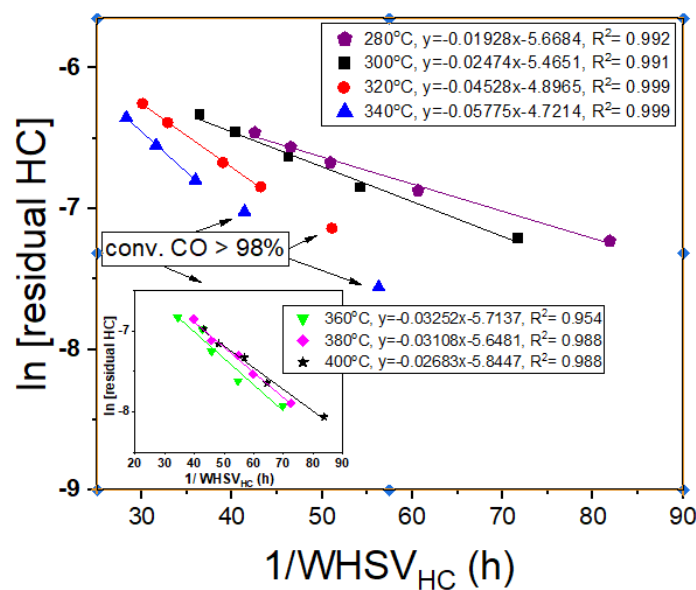 280°C, y=-0.01928x-5.6684, R²= 0.992
300°C, y=-0.02474x-5.4651, R²= 0.991
320°C, y=-0.04528x-4.8965, R²= 0.999
340°C, y=-0.05775x-4.7214, R²= 0.999
-6
-7
-8
-9
ln [residual HC]
conv. CO > 98%
360°C, y=-0.03252x-5.7137, R²= 0.954
380°C, y=-0.03108x-5.6481, R²= 0.988
400°C, y=-0.02683x-5.8447, R²= 0.988
-7
-8
ln [residual HC]
20 30 40 50 60 70 80 90
1/ WHSV_HC (h)
30 40 50 60 70 80 90
1/WHSV_HC (h)